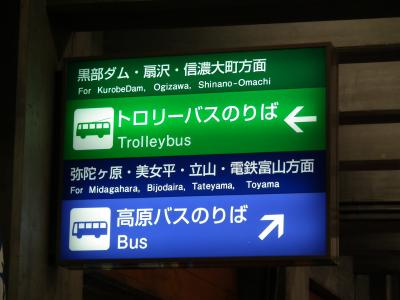 黒部ダム・扇沢・信濃大町方面
For KurobeDam, Ogizawa, Shinano-Omachi
トロリーバスのりば
Trolleybus
弥陀ヶ原・美女平・立山・電鉄富山方面
For Midagahara, Bijodaira, Tateyama, Toyama
高原バスのりば
Bus